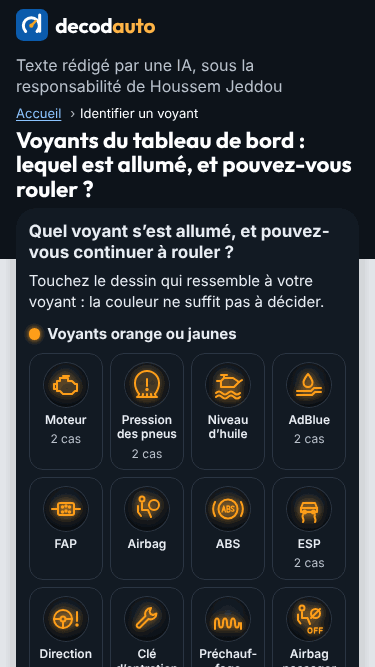 decodauto
Texte rédigé par une IA, sous la
responsabilité de Houssem Jeddou
Accueil › Identifier un voyant
Voyants du tableau de bord :
lequel est allumé, et pouvez-vous
rouler ?
Quel voyant s’est allumé, et pouvez-
vous continuer à rouler ?
Touchez le dessin qui ressemble à votre
voyant : la couleur ne suffit pas à décider.
Voyants orange ou jaunes
Moteur
2 cas
Pression
des pneus
2 cas
Niveau
d’huile
AdBlue
2 cas
FAP
Airbag
ABS
ABS
ESP
2 cas
Direction
Clé
d’entretien
Préchauf-
fage
OFF
Airbag
passager